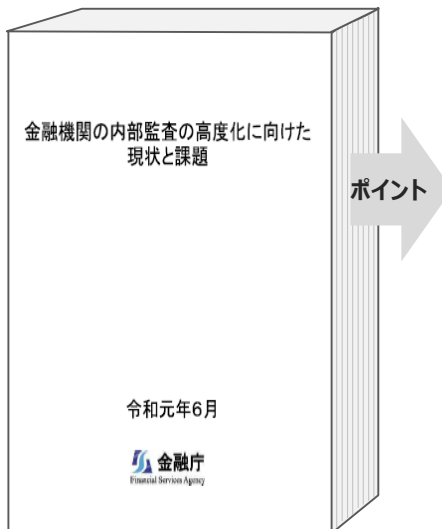 金融機関の内部監査の高度化に向けた
現状と課題
ポイント
令和元年6月
金融庁
Financial Services Agency